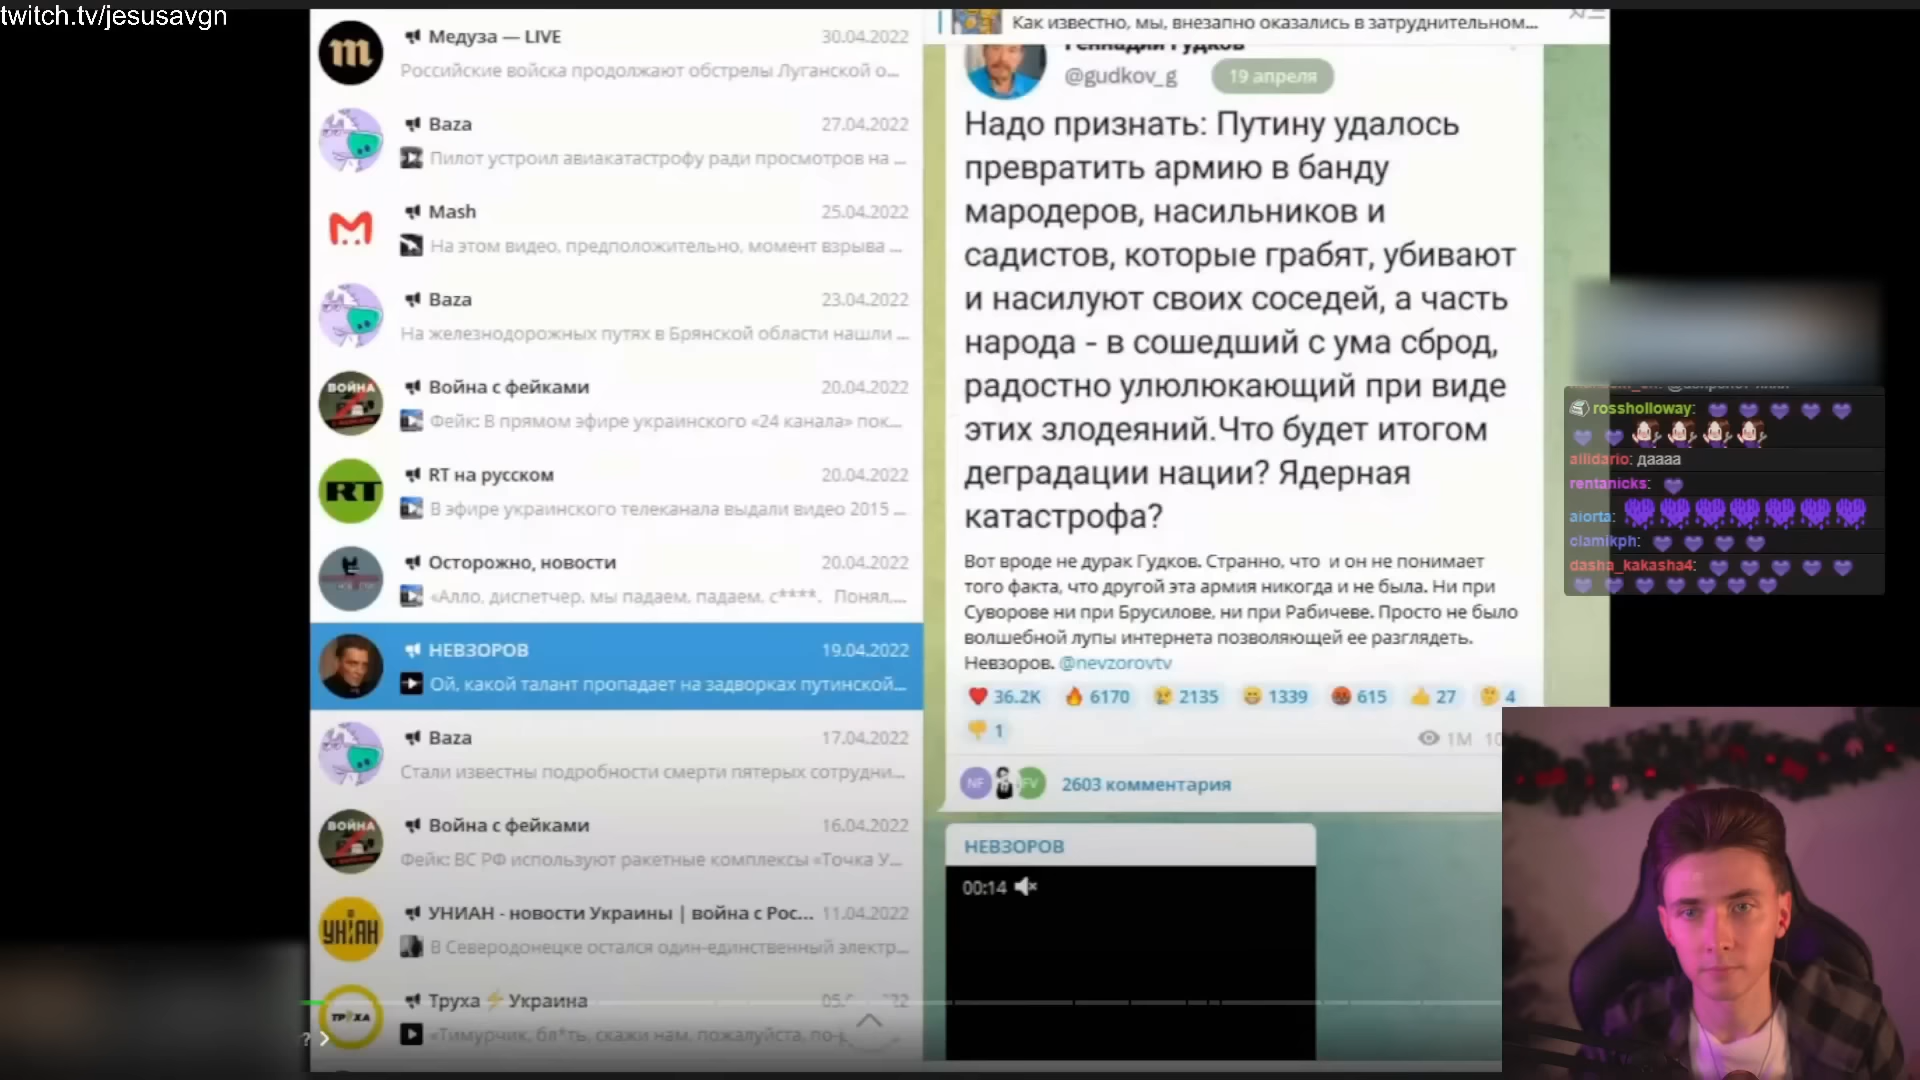 twitch.tv/jesusavgn
Медуза — LIVE 30.04.2022
Российские войска продолжают обстрелы Луганской о...
Baza 27.04.2022
Пилот устроил авиакатастрофу ради просмотров на ...
Mash 25.04.2022
На этом видео, предположительно, момент взрыва ...
Baza 23.04.2022
На железнодорожных путях в Брянской области нашли ...
ВОЙНА
Война с фейками 20.04.2022
Фейк: В прямом эфире украинского «24 канала» пок...
RT
RT на русском 20.04.2022
В эфире украинского телеканала выдали видео 2015 ...
Осторожно, новости 20.04.2022
«Алло, диспетчер, мы падаем, падаем, с****. Понял,...
НЕВЗОРОВ 19.04.2022
Ой, какой талант пропадает на задворках путинской...
Baza 17.04.2022
Стали известны подробности смерти пятерых сотрудни...
ВОЙНА
Война с фейками 16.04.2022
Фейк: ВС РФ используют ракетные комплексы «Точка У...
УНІАН
УНИАН - новости Украины | война с Рос... 11.04.2022
В Северодонецке остался один-единственный электр...
ТРУХА
Труха⚡Украина
«Тимурчик, бл*ть, скажи нам, пожалуйста, по-
Как известно, мы, внезапно оказались в затруднительном...
Геннадий Гудков
@gudkov_g 19 апреля
Надо признать: Путину удалось
превратить армию в банду
мародеров, насильников и
садистов, которые грабят, убивают
и насилуют своих соседей, а часть
народа - в сошедший с ума сброд,
радостно улюлюкающий при виде
этих злодеяний.Что будет итогом
деградации нации? Ядерная
катастрофа?
Вот вроде не дурак Гудков. Странно, что и он не понимает
того факта, что другой эта армия никогда и не была. Ни при
Суворове ни при Брусилове, ни при Рабичеве. Просто не было
волшебной лупы интернета позволяющей ее разглядеть.
Невзоров. @nevzorovtv
36.2K 6170 2135 1339 615 27 4
1
1M 10
NF FV 2603 комментария
НЕВЗОРОВ
00:14
rossholloway:
allldario: даааа
rentanicks:
aiorta:
clamikph:
dasha_kakasha4: